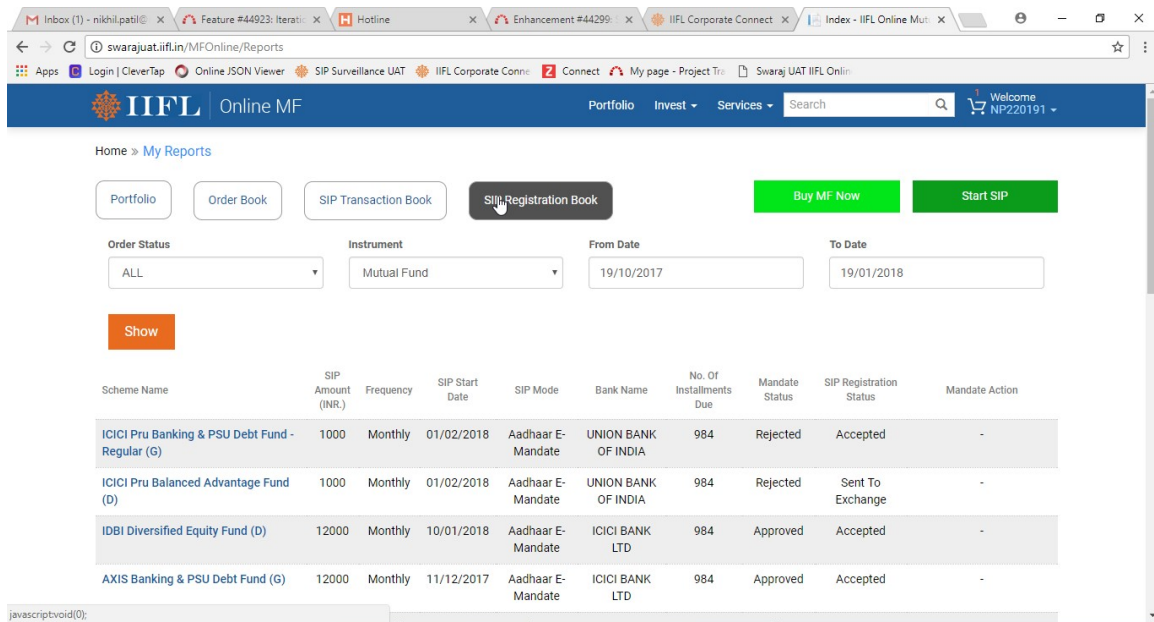 Inbox (1) - nikhil.patil@
Feature #44923: Iteratio
Hotline
Enhancement #44299:
IIFL Corporate Connect
Index - IIFL Online Mut
swarajuat.iifl.in/MFOnline/Reports
Apps Login | CleverTap Online JSON Viewer SIP Surveillance UAT IIFL Corporate Conne Connect My page - Project Tra Swaraj UAT IIFL Onlin
IIFL Online MF Portfolio Invest Services Search 1 Welcome
NP220191
Home » My Reports
Portfolio Order Book SIP Transaction Book SIP Registration Book Buy MF Now Start SIP
Order Status Instrument From Date To Date
ALL Mutual Fund 19/10/2017 19/01/2018
Show
Scheme Name SIP Amount (INR.) Frequency SIP Start Date SIP Mode Bank Name No. Of Installments Due Mandate Status SIP Registration Status Mandate Action
ICICI Pru Banking & PSU Debt Fund - Regular (G) 1000 Monthly 01/02/2018 Aadhaar E-Mandate UNION BANK OF INDIA 984 Rejected Accepted -
ICICI Pru Balanced Advantage Fund (D) 1000 Monthly 01/02/2018 Aadhaar E-Mandate UNION BANK OF INDIA 984 Rejected Sent To Exchange -
IDBI Diversified Equity Fund (D) 12000 Monthly 10/01/2018 Aadhaar E-Mandate ICICI BANK LTD 984 Approved Accepted -
AXIS Banking & PSU Debt Fund (G) 12000 Monthly 11/12/2017 Aadhaar E-Mandate ICICI BANK LTD 984 Approved Accepted -
javascript:void(0);